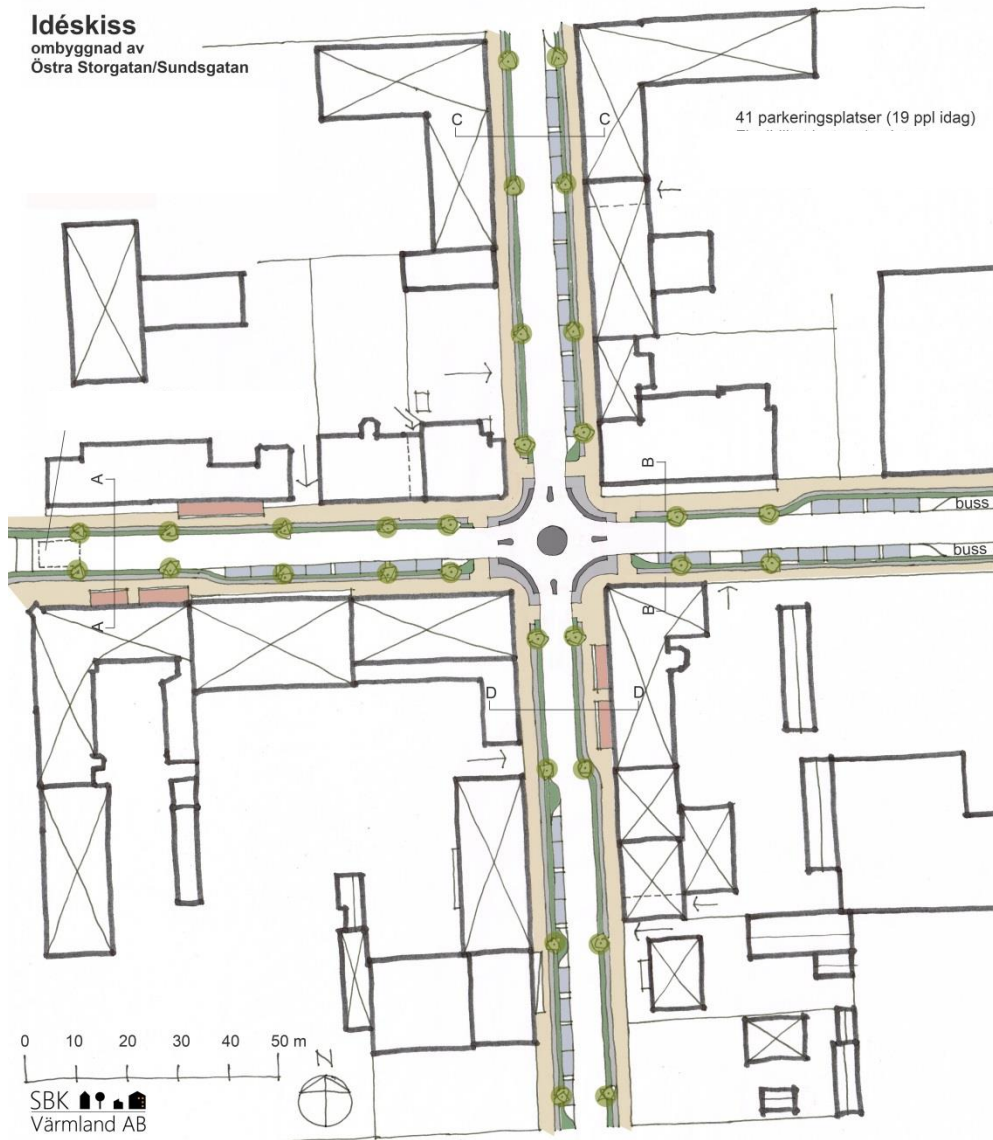 Idéskiss
ombyggnad av
Östra Storgatan/Sundsgatan
41 parkeringsplatser (19 ppl idag)
C C
A
B
buss
buss
A
B
D D
0 10 20 30 40 50 m
N
SBK
Värmland AB